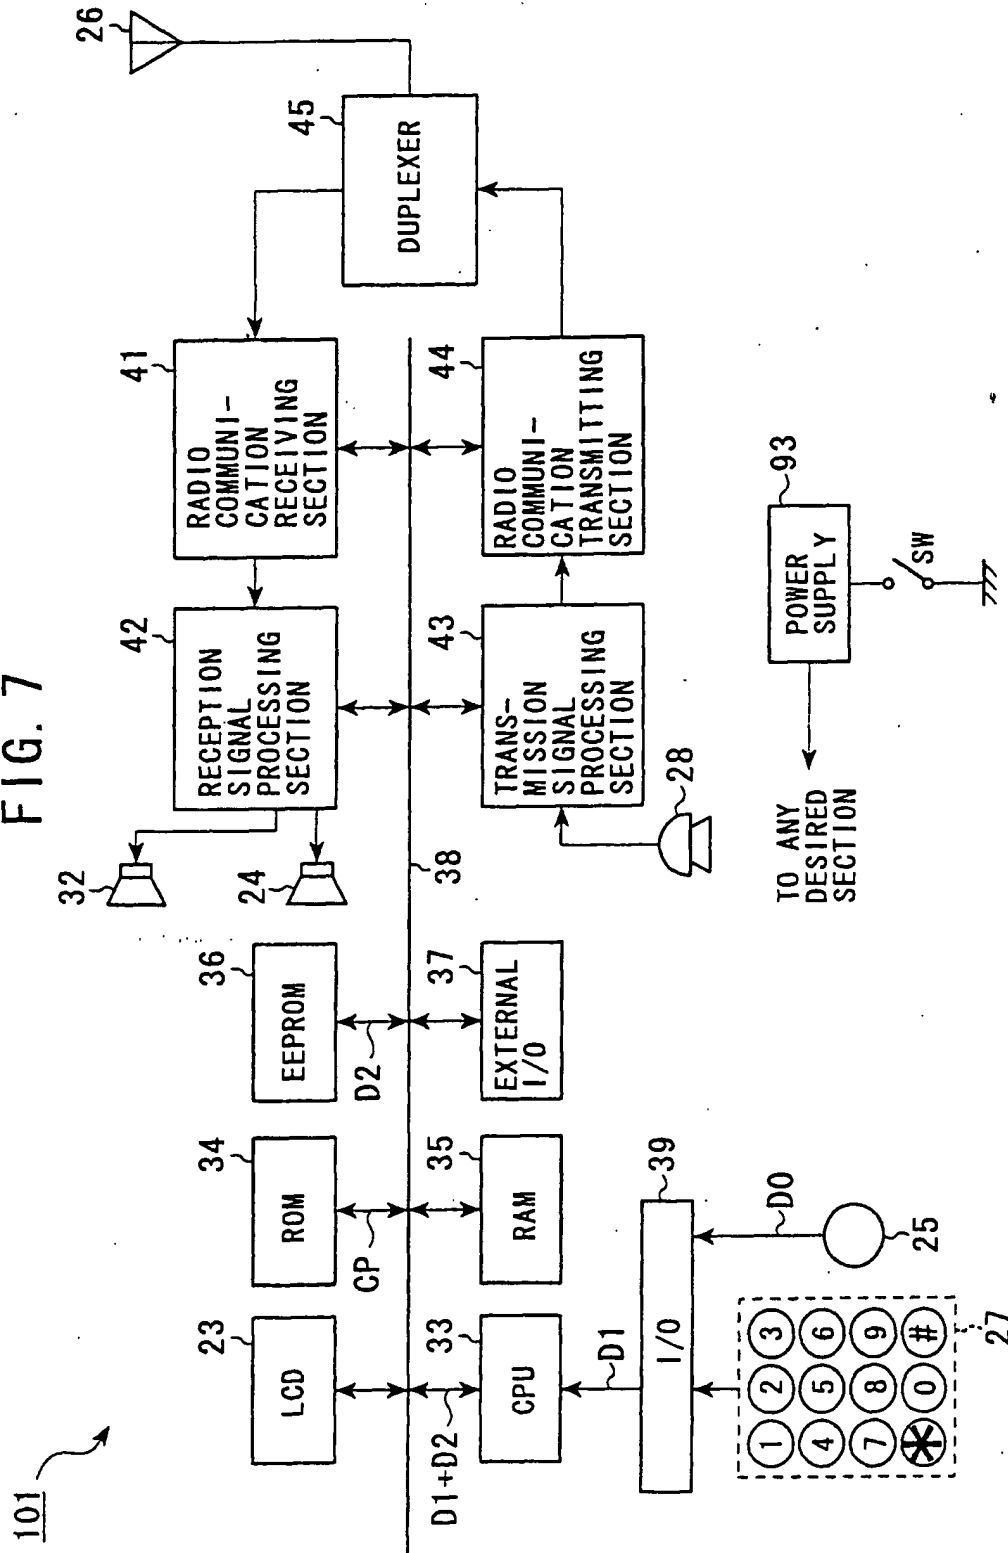 FIG. 7
101
23
LCD
34
ROM
CP
36
EEPROM
D2
32
24
42
RECEPTION
SIGNAL
PROCESSING
SECTION
41
RADIO
COMMUNI-
CATION
RECEIVING
SECTION
45
DUPLEXER
26
38
D1+D2
33
CPU
35
RAM
37
EXTERNAL
I/O
43
TRANS-
MISSION
SIGNAL
PROCESSING
SECTION
44
RADIO
COMMUNI-
CATION
TRANSMITTING
SECTION
28
D1
39
I/O
D0
25
1 2 3
4 5 6
7 8 9
* 0 #
27
TO ANY
DESIRED
SECTION
POWER
SUPPLY
93
SW